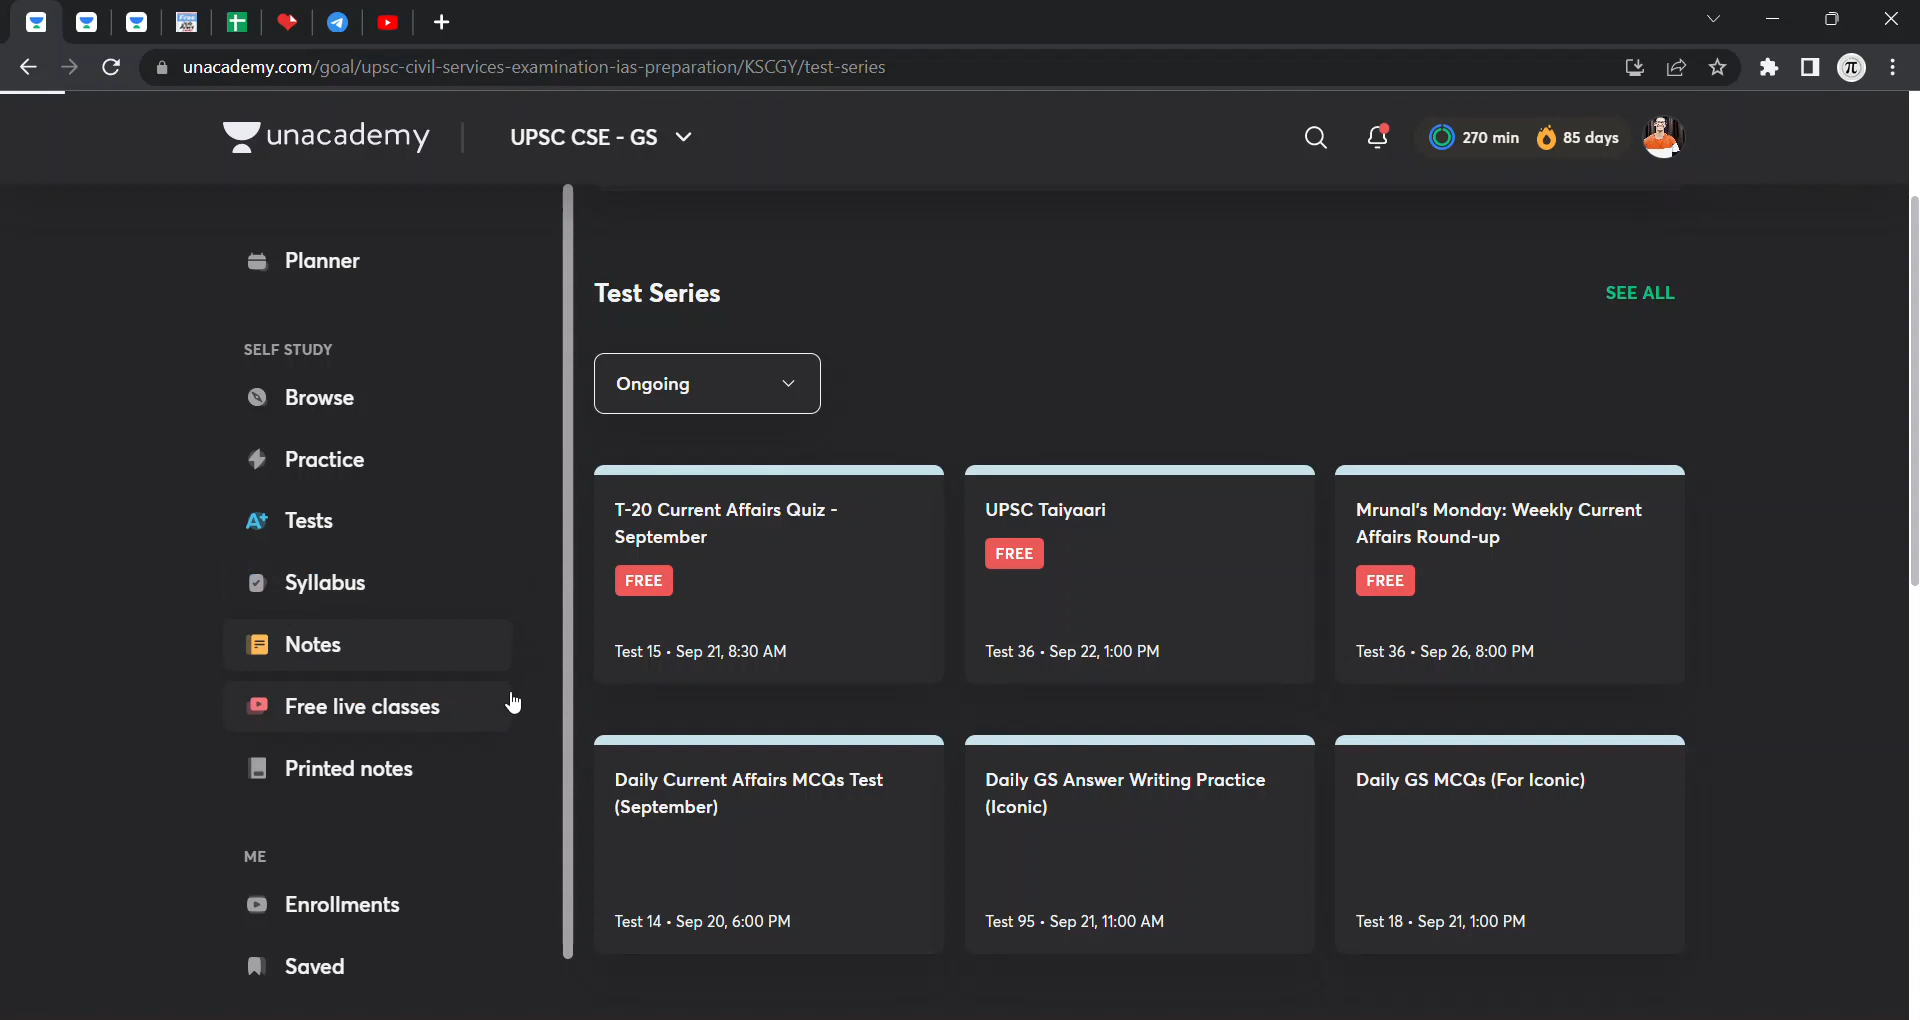 unacademy.com/goal/upsc-civil-services-examination-ias-preparation/KSCGY/test-series
unacademy
UPSC CSE - GS
270 min
85 days
Planner
SELF STUDY
Browse
Practice
Tests
Syllabus
Notes
Free live classes
Printed notes
ME
Enrollments
Saved
Test Series
SEE ALL
Ongoing
T-20 Current Affairs Quiz -
September
FREE
Test 15 • Sep 21, 8:30 AM
UPSC Taiyaari
FREE
Test 36 • Sep 22, 1:00 PM
Mrunal's Monday: Weekly Current
Affairs Round-up
FREE
Test 36 • Sep 26, 8:00 PM
Daily Current Affairs MCQs Test
(September)
Test 14 • Sep 20, 6:00 PM
Daily GS Answer Writing Practice
(Iconic)
Test 95 • Sep 21, 11:00 AM
Daily GS MCQs (For Iconic)
Test 18 • Sep 21, 1:00 PM